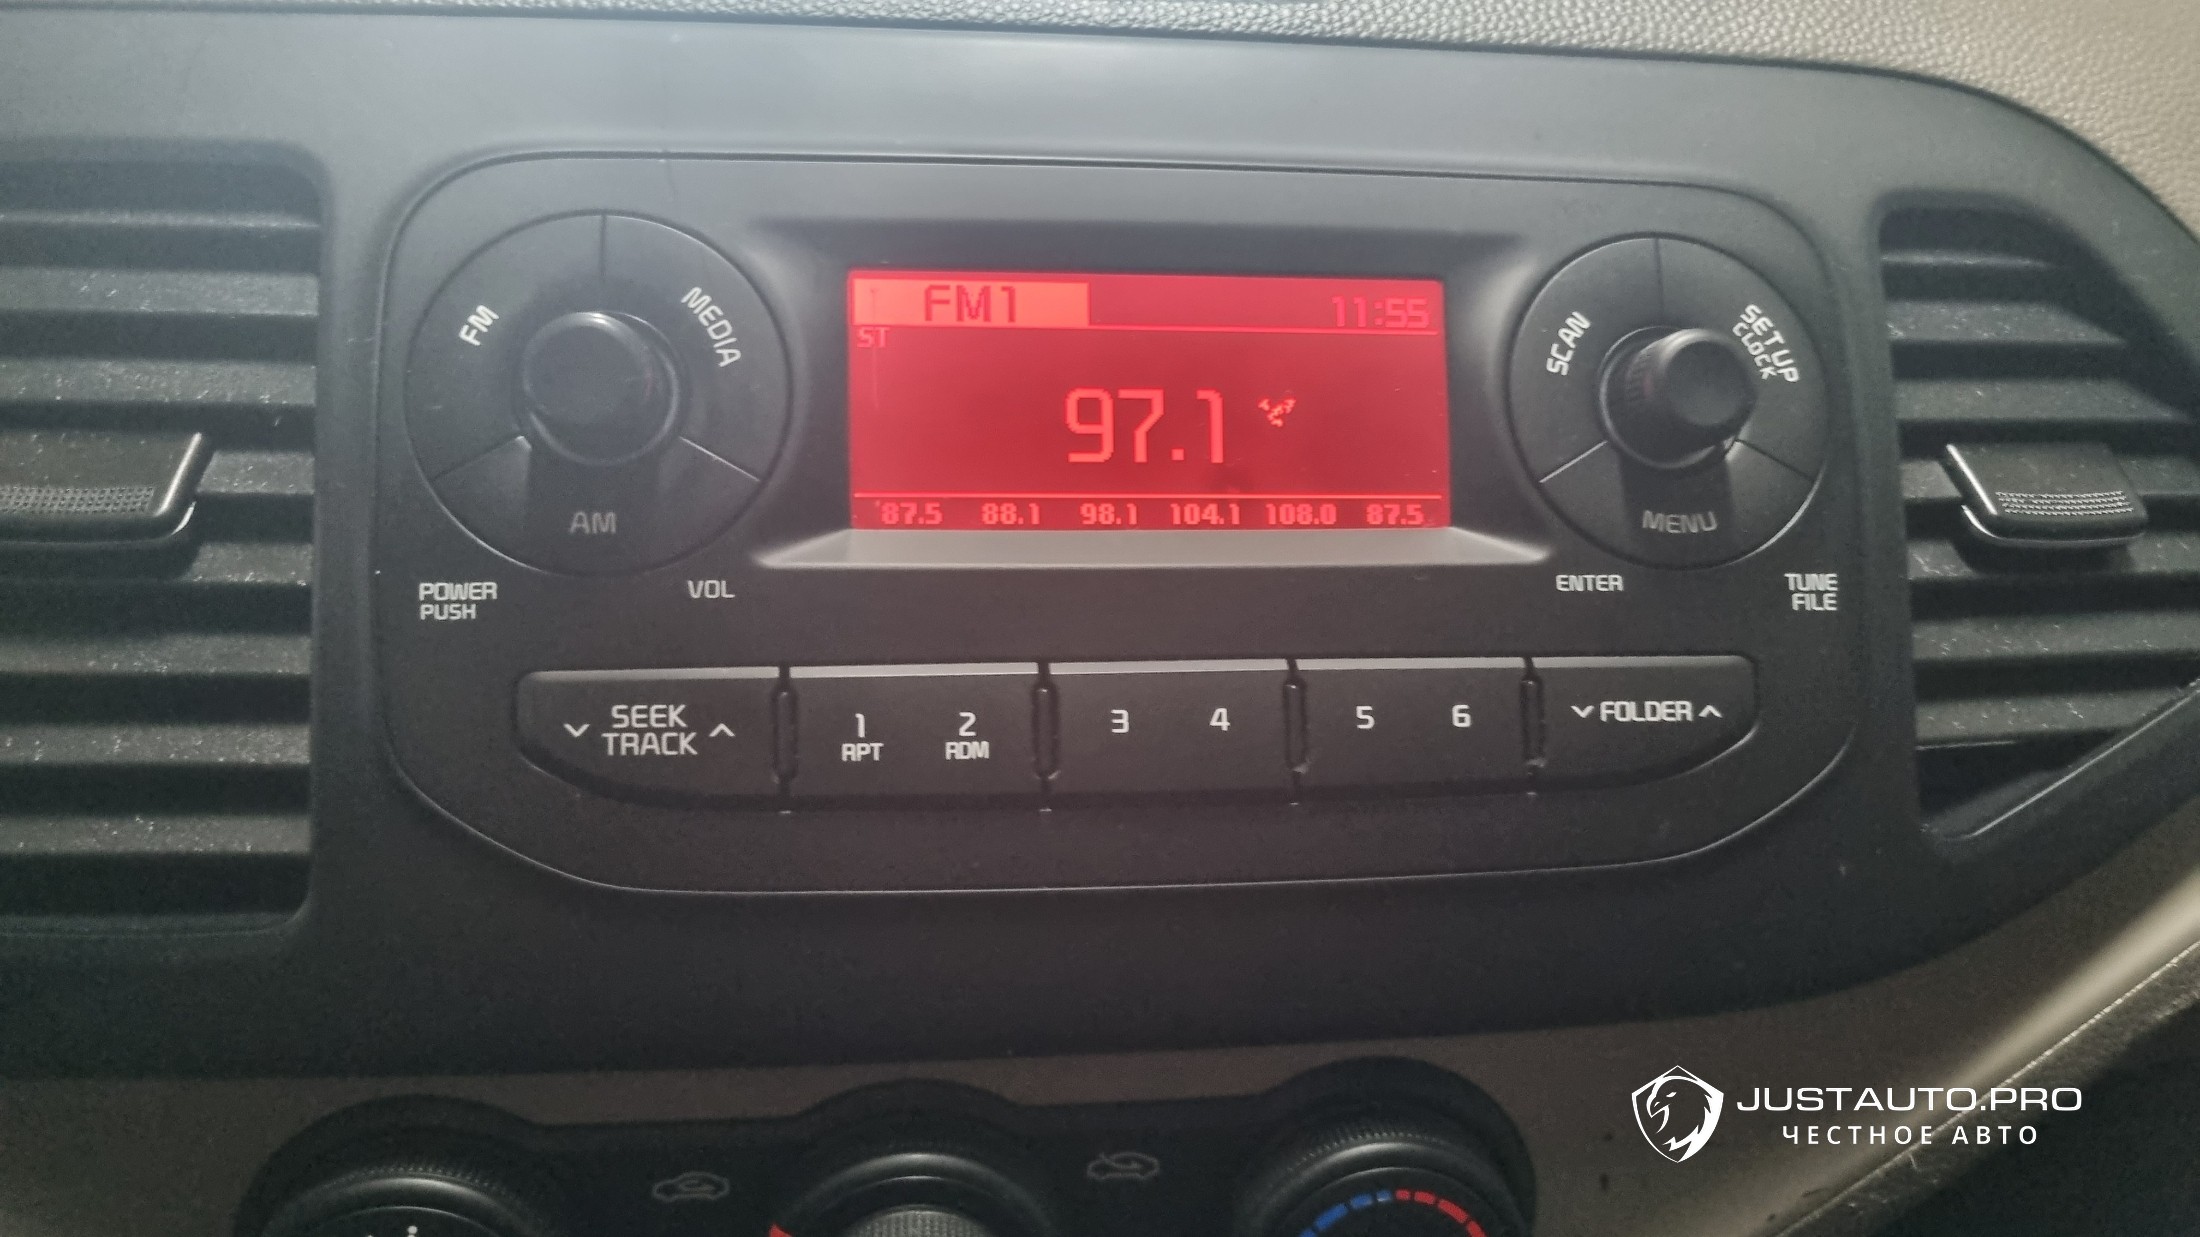 FM1
11:55
ST
97.1
87.5 88.1 98.1 104.1 108.0 87.5
FM
MEDIA
AM
POWER
PUSH
VOL
SCAN
SETUP
CLOCK
MENU
ENTER
TUNE
FILE
SEEK
TRACK
1
RPT
2
RDM
3
4
5
6
FOLDER
JUSTAUTO.PRO
ЧЕСТНОЕ АВТО